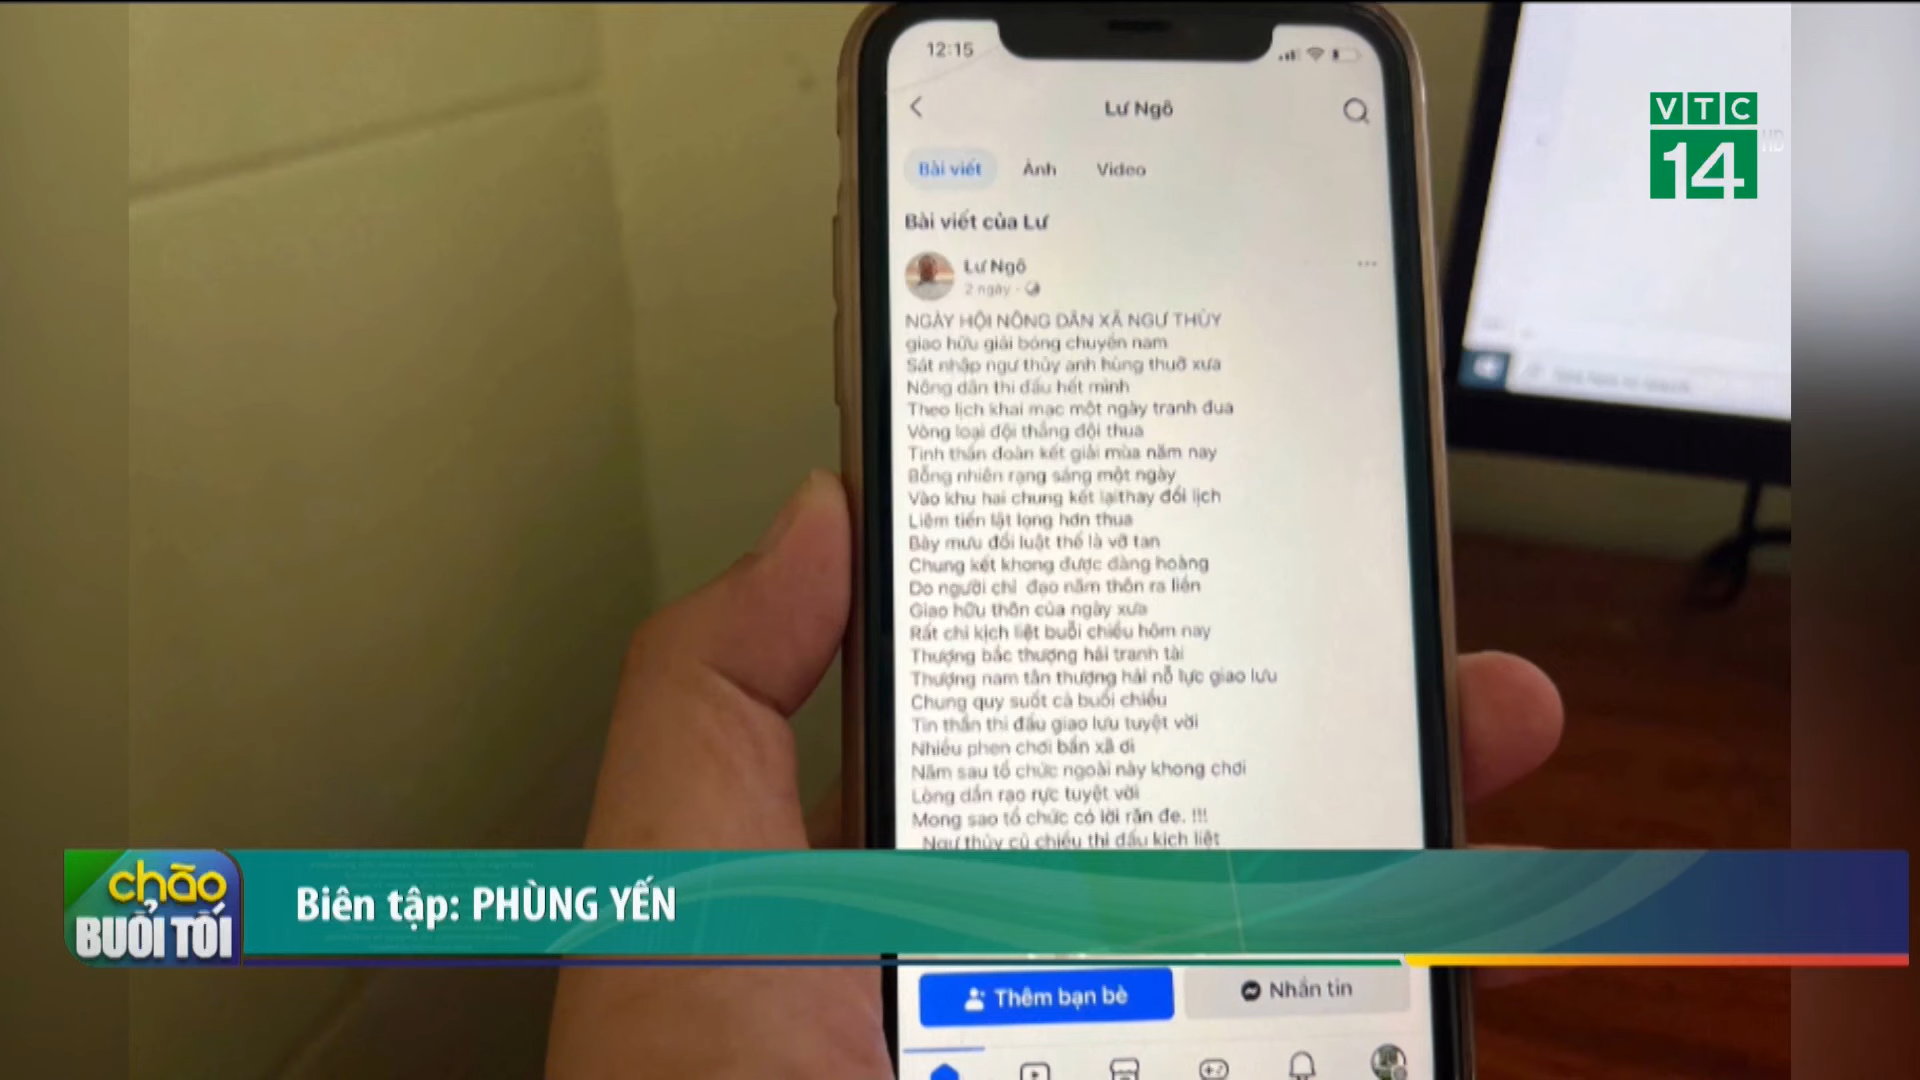 12:15
Lư Ngô
VTC
14
HD
Bài viết
Ảnh
Video
Bài viết của Lư
Lư Ngô
2 ngày
NGÀY HỘI NÔNG DÂN XÃ NGƯ THỦY
giao hữu giải bóng chuyền nam
Sát nhập ngư thủy anh hùng thuở xưa
Nông dân thi đấu hết mình
Theo lịch khai mạc một ngày tranh đua
Vòng loại đội thắng đội thua
Tinh thần đoàn kết giải mùa năm nay
Bỗng nhiên rạng sáng một ngày
Vào khu hai chung kết lạithay đổi lịch
Liêm tiến lật lọng hơn thua
Bày mưu đổi luật thế là vỡ tan
Chung kết khong được đàng hoàng
Do người chỉ đạo năm thôn ra liền
Giao hữu thôn của ngày xưa
Rất chi kịch liệt buổi chiều hôm nay
Thượng bắc thượng hải tranh tài
Thượng nam tân thượng hải nỗ lực giao lưu
Chung quy suốt cả buổi chiều
Tin thần thi đấu giao lưu tuyệt vời
Nhiều phen chơi bẩn xã ơi
Năm sau tổ chức ngoài này khong chơi
Lòng dân rạo rực tuyệt vời
Mong sao tổ chức có lời răn đe. !!!
Ngư thủy cũ chiều thi đấu kịch liệt
chào
BUỔI TỐI
Biên tập: PHÙNG YẾN
Thêm bạn bè
Nhắn tin